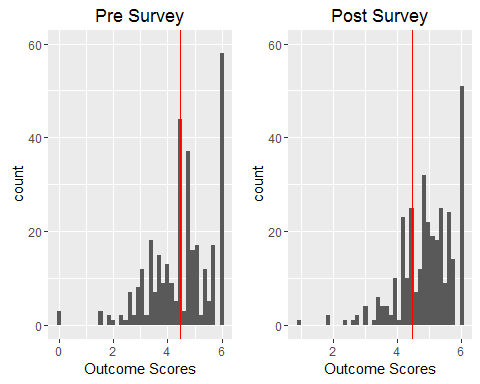 Pre Survey
60
40
20
0
count
0 2 4 6
Outcome Scores
Post Survey
60
40
20
0
count
2 4 6
Outcome Scores